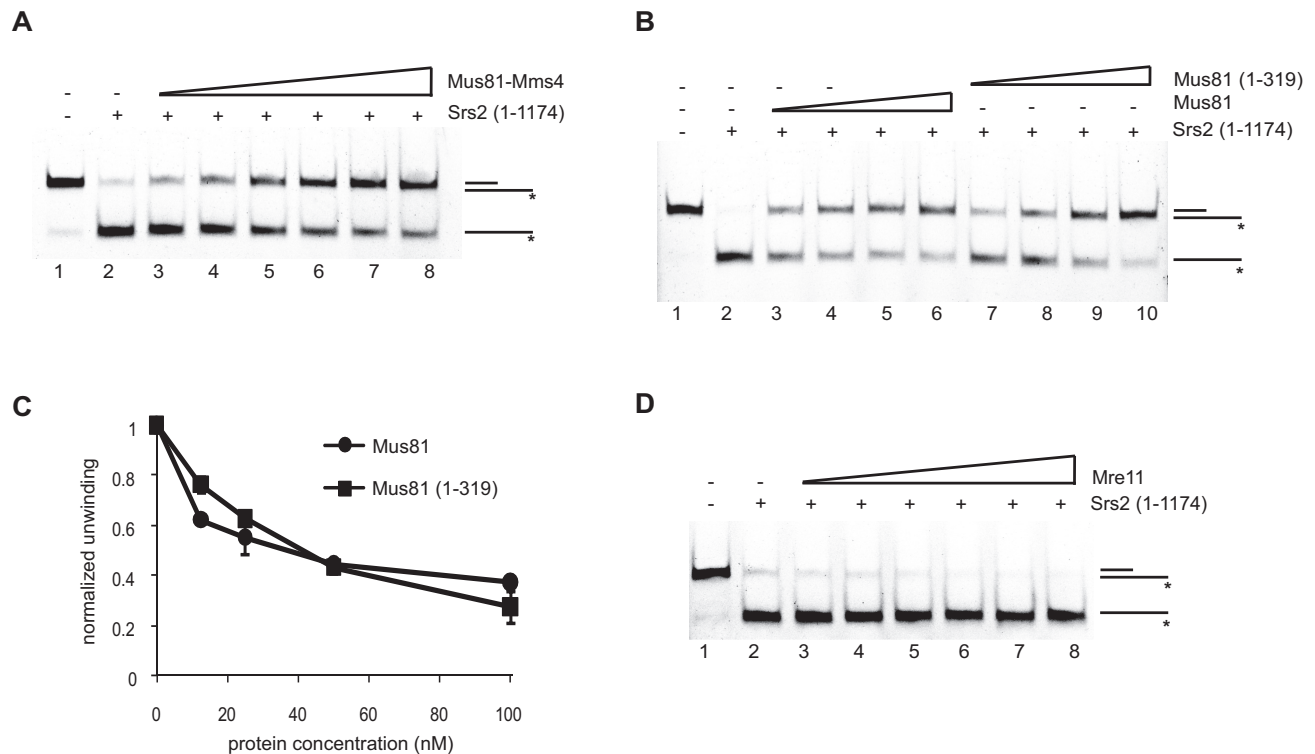 A
- - Mus81-Mms4
- + + + + + + + Srs2 (1-1174)
*
*
1 2 3 4 5 6 7 8
B
- - - - Mus81 (1-319)
- - - - - - Mus81
- + + + + + + + + + Srs2 (1-1174)
*
*
1 2 3 4 5 6 7 8 9 10
C
normalized unwinding
1
0.8
0.6
0.4
0.2
0
0 20 40 60 80 100
protein concentration (nM)
Mus81
Mus81 (1-319)
D
- - Mre11
- + + + + + + + Srs2 (1-1174)
*
*
1 2 3 4 5 6 7 8